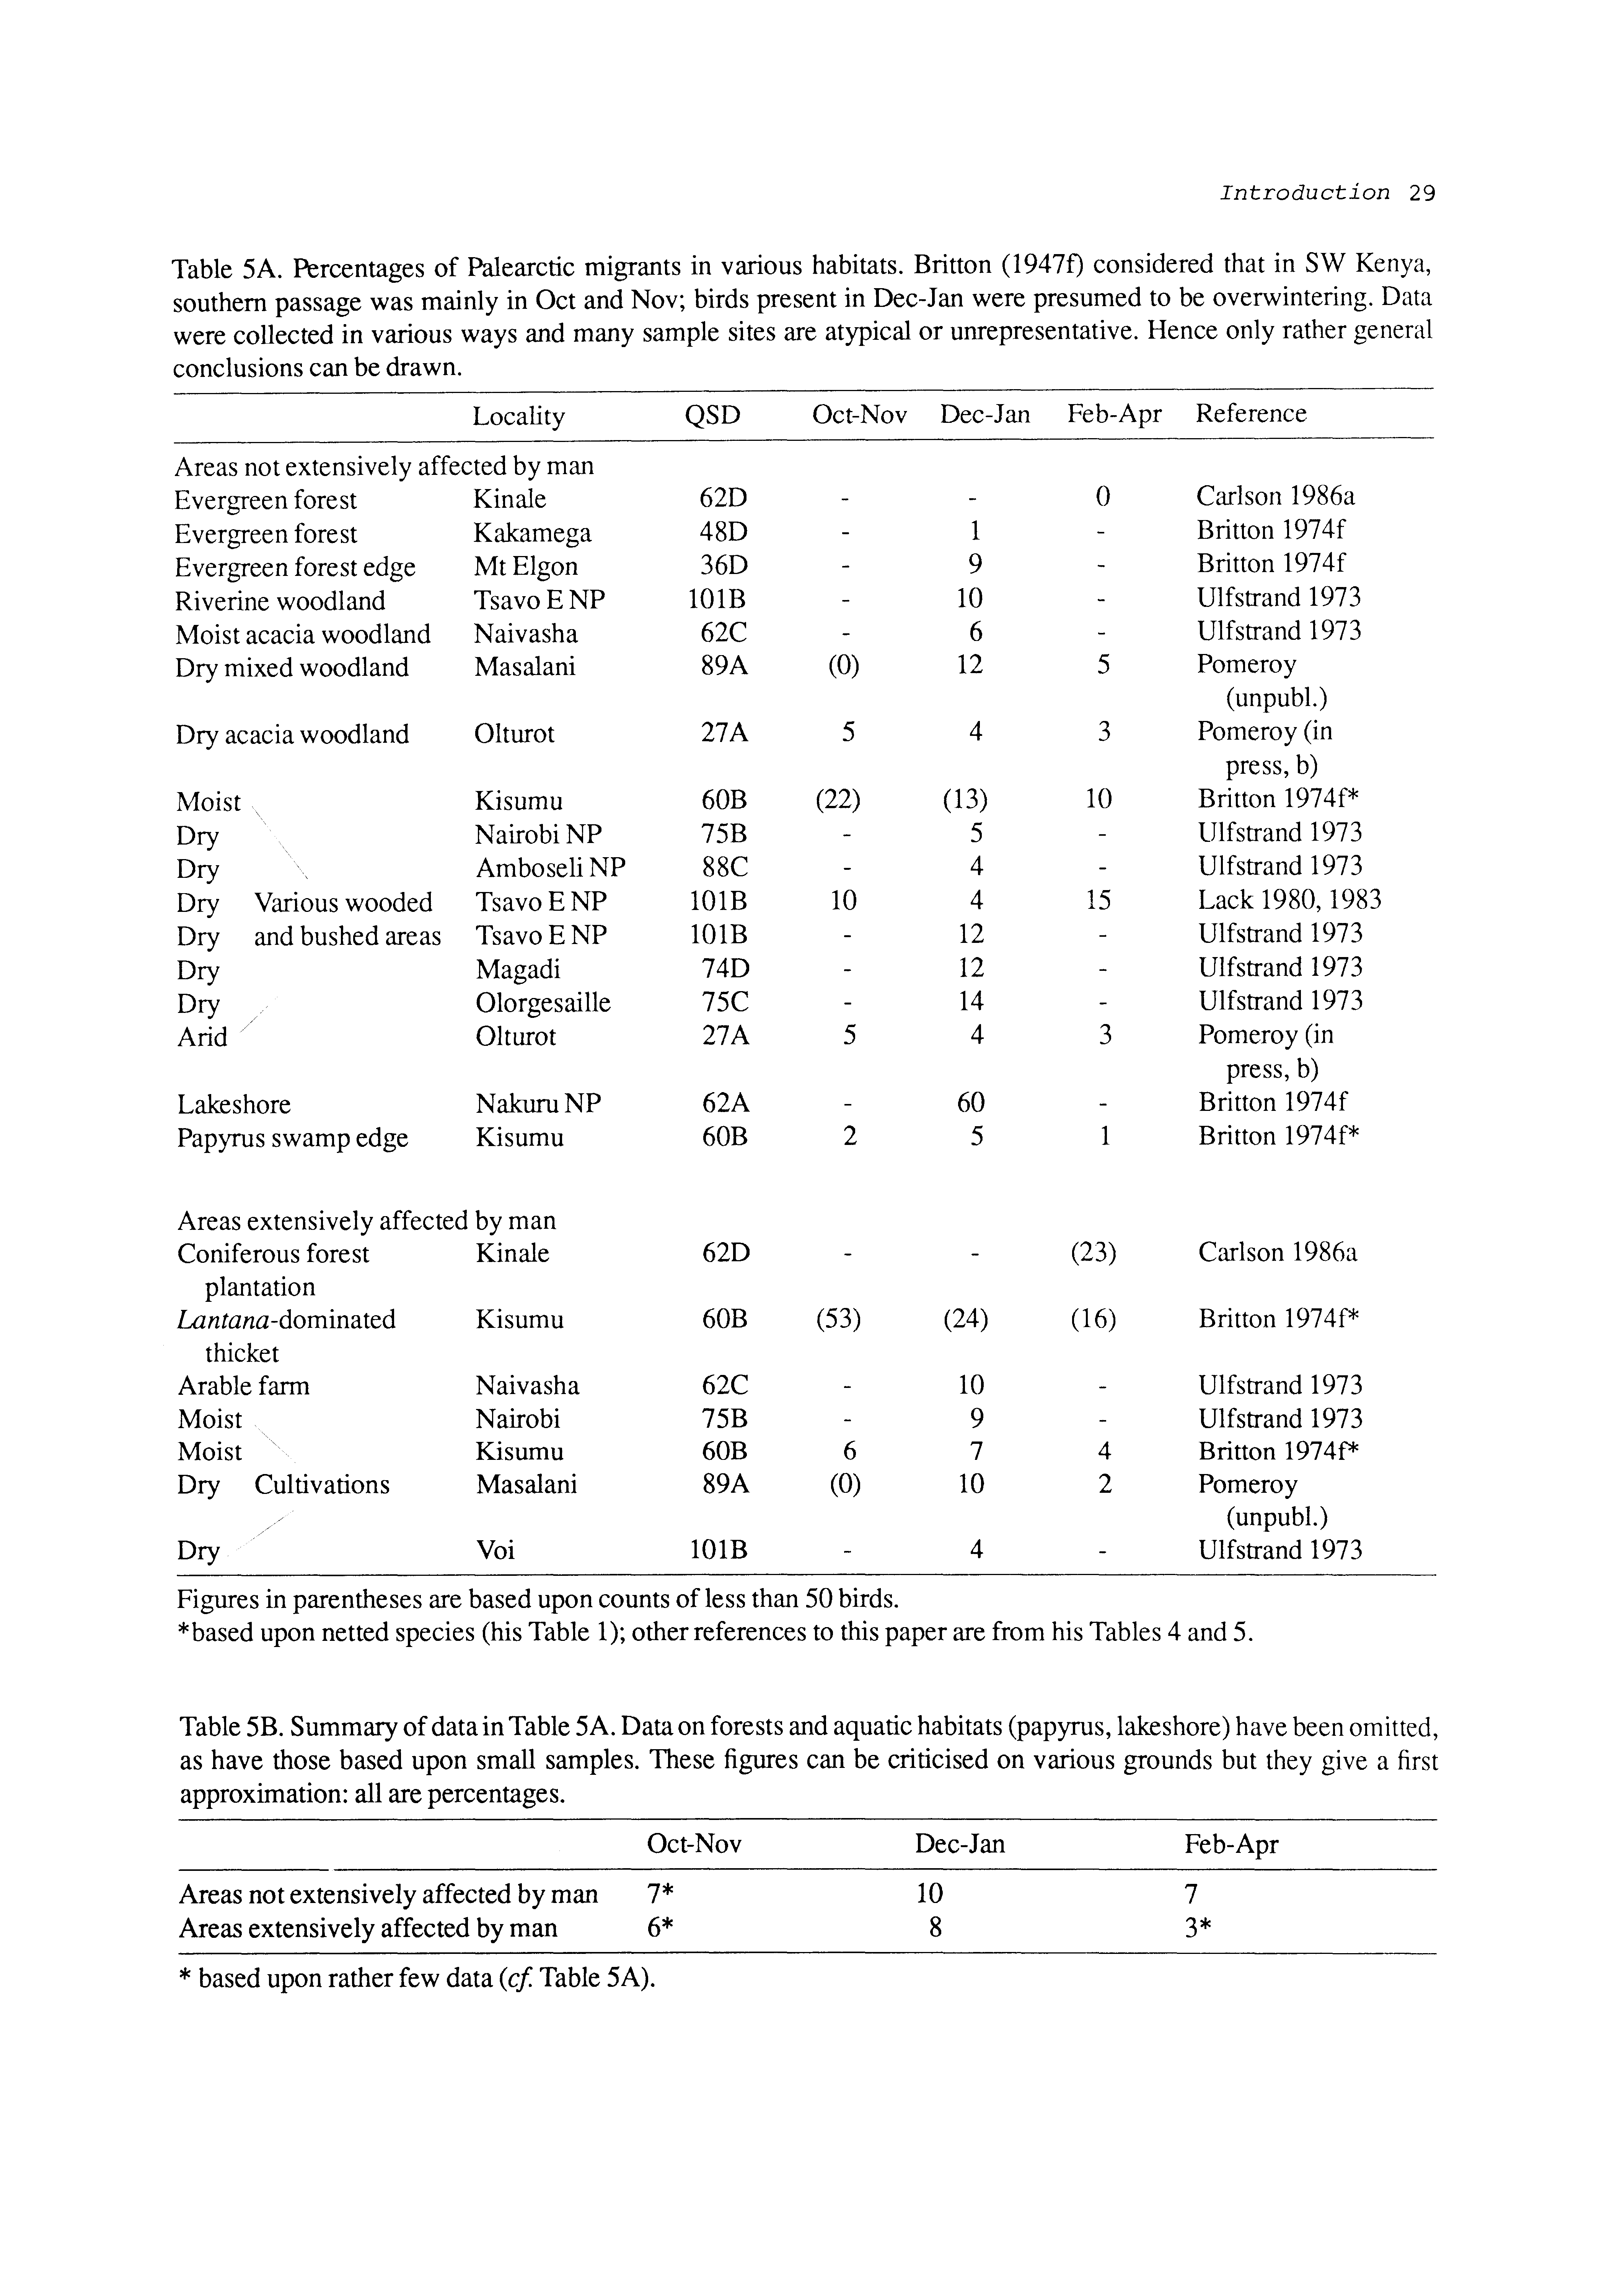 Introduction 29
Table 5A. Percentages of Palearctic migrants in various habitats. Britton (1947f) considered that in SW Kenya,
southern passage was mainly in Oct and Nov; birds present in Dec-Jan were presumed to be overwintering. Data
were collected in various ways and many sample sites are atypical or unrepresentative. Hence only rather general
conclusions can be drawn.
Locality QSD Oct-Nov Dec-Jan Feb-Apr Reference
Areas not extensively affected by man
Evergreen forest Kinale 62D - - 0 Carlson 1986a
Evergreen forest Kakamega 48D - 1 - Britton 1974f
Evergreen forest edge Mt Elgon 36D - 9 - Britton 1974f
Riverine woodland Tsavo E NP 101B - 10 - Ulfstrand 1973
Moist acacia woodland Naivasha 62C - 6 - Ulfstrand 1973
Dry mixed woodland Masalani 89A (0) 12 5 Pomeroy
(unpubl.)
Dry acacia woodland Olturot 27A 5 4 3 Pomeroy (in
press, b)
Moist Kisumu 60B (22) (13) 10 Britton 1974f*
Dry Nairobi NP 75B - 5 - Ulfstrand 1973
Dry Amboseli NP 88C - 4 - Ulfstrand 1973
Dry Various wooded Tsavo E NP 101B 10 4 15 Lack 1980, 1983
Dry and bushed areas Tsavo E NP 101B - 12 - Ulfstrand 1973
Dry Magadi 74D - 12 - Ulfstrand 1973
Dry Olorgesaille 75C - 14 - Ulfstrand 1973
Arid Olturot 27A 5 4 3 Pomeroy (in
press, b)
Lakeshore Nakuru NP 62A - 60 - Britton 1974f
Papyrus swamp edge Kisumu 60B 2 5 1 Britton 1974f*
Areas extensively affected by man
Coniferous forest Kinale 62D - - (23) Carlson 1986a
plantation
Lantana-dominated Kisumu 60B (53) (24) (16) Britton 1974f*
thicket
Arable farm Naivasha 62C - 10 - Ulfstrand 1973
Moist Nairobi 75B - 9 - Ulfstrand 1973
Moist Kisumu 60B 6 7 4 Britton 1974f*
Dry Cultivations Masalani 89A (0) 10 2 Pomeroy
(unpubl.)
Dry Voi 101B - 4 - Ulfstrand 1973
Figures in parentheses are based upon counts of less than 50 birds.
*based upon netted species (his Table 1); other references to this paper are from his Tables 4 and 5.
Table 5B. Summary of data in Table 5A. Data on forests and aquatic habitats (papyrus, lakeshore) have been omitted,
as have those based upon small samples. These figures can be criticised on various grounds but they give a first
approximation: all are percentages.
Oct-Nov Dec-Jan Feb-Apr
Areas not extensively affected by man 7* 10 7
Areas extensively affected by man 6* 8 3*
* based upon rather few data (cf. Table 5A).